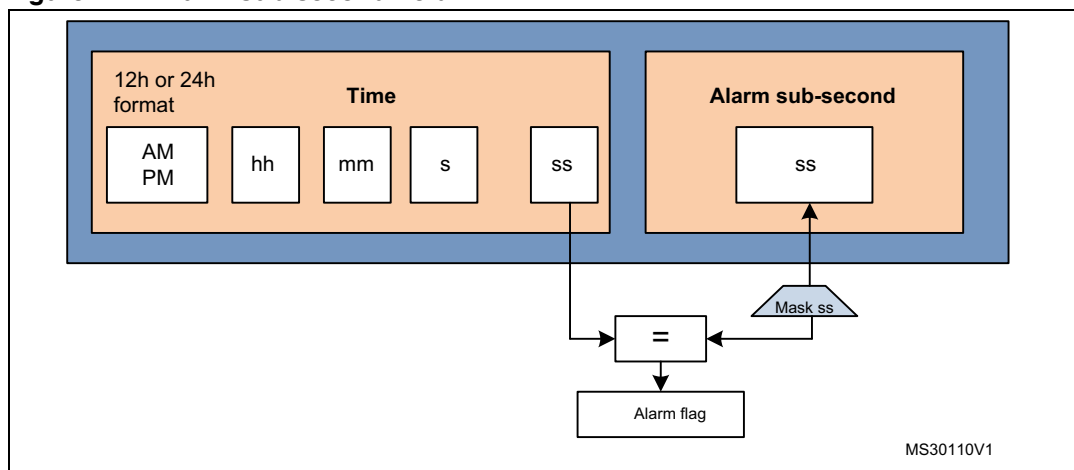 12h or 24h
format
Time
AM
PM
hh
mm
s
ss
Alarm sub-second
ss
Mask ss
=
Alarm flag
MS30110V1